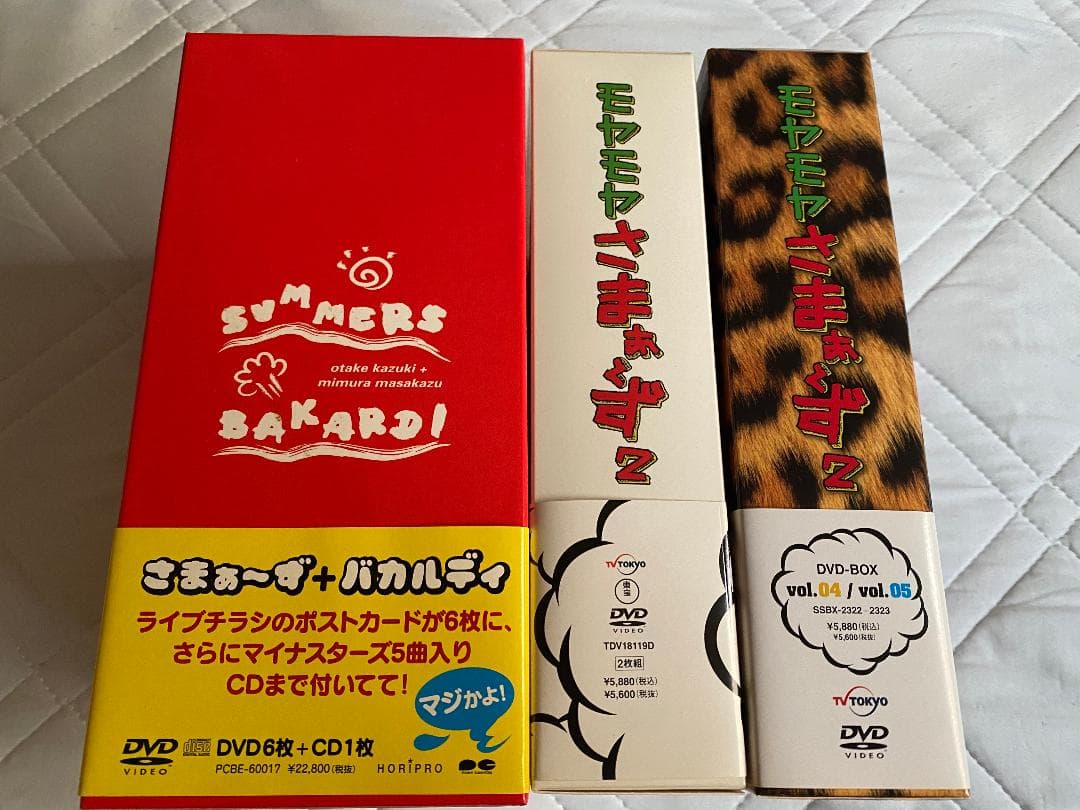 SUMMERS
otake kazuki +
mimura masakazu
BAKARDI
さまぁ〜ず+バカルディ
ライブチラシのポストカードが6枚に、
さらにマイナスターズ5曲入り
CDまで付いてて!
マジかよ!
DVD
VIDEO
DVD6枚+CD1枚
PCBE-60017 ¥22,800(税抜)
HORIPRO
モヤモヤさまぁ〜ず2
TV TOKYO
東宝
DVD
VIDEO
TDV18119D
2枚組
¥5,880(税込)
¥5,600(税抜)
モヤモヤさまぁ〜ず2
DVD-BOX
vol.04 / vol.05
SSBX-2322-2323
¥5,880(税込)
¥5,600(税抜)
TV TOKYO
DVD
VIDEO